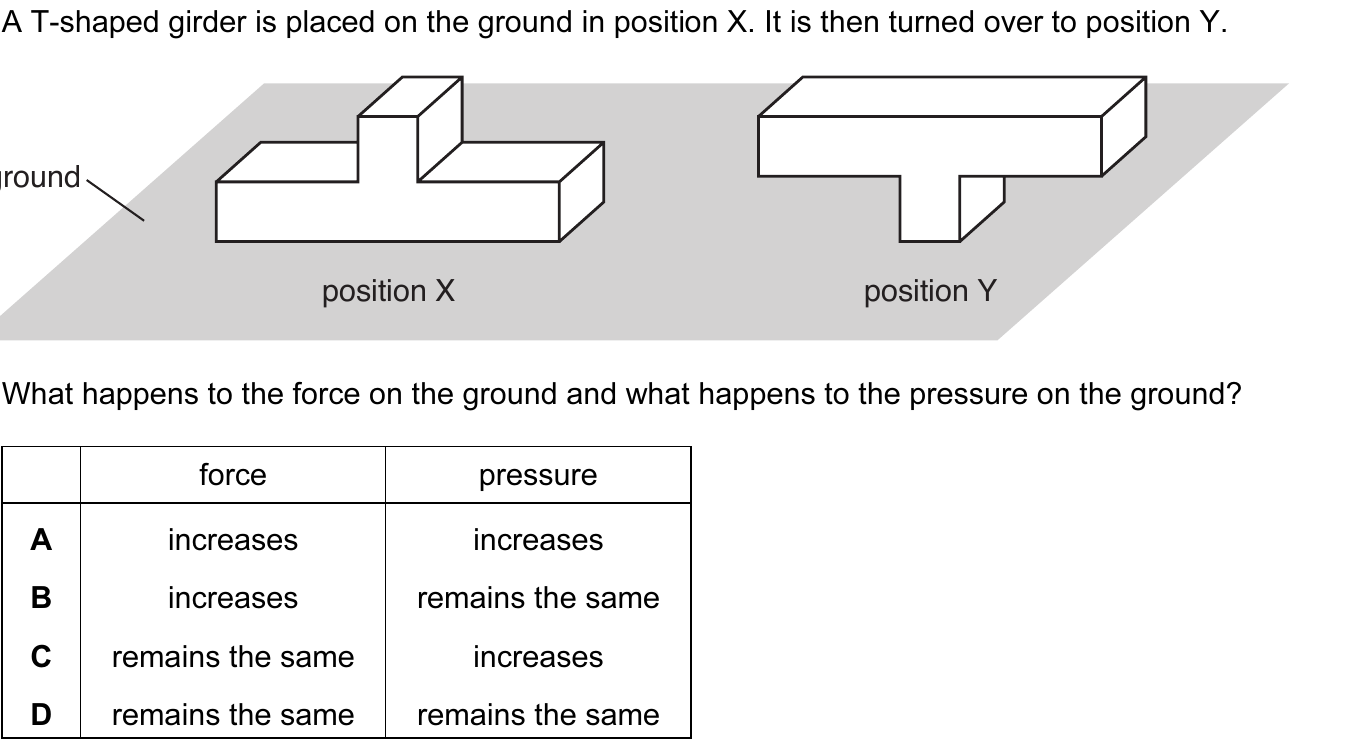 A T-shaped girder is placed on the ground in position X. It is then turned over to position Y.
round
position X
position Y
What happens to the force on the ground and what happens to the pressure on the ground?
force pressure
A increases increases
B increases remains the same
C remains the same increases
D remains the same remains the same